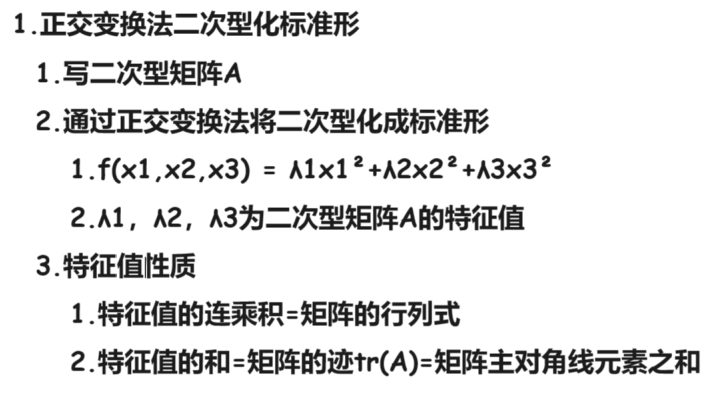 1.正交变换法二次型化标准形
1.写二次型矩阵A
2.通过正交变换法将二次型化成标准形
1.f(x1,x2,x3) = λ1x1²+λ2x2²+λ3x3²
2.λ1，λ2，λ3为二次型矩阵A的特征值
3.特征值性质
1.特征值的连乘积=矩阵的行列式
2.特征值的和=矩阵的迹tr(A)=矩阵主对角线元素之和